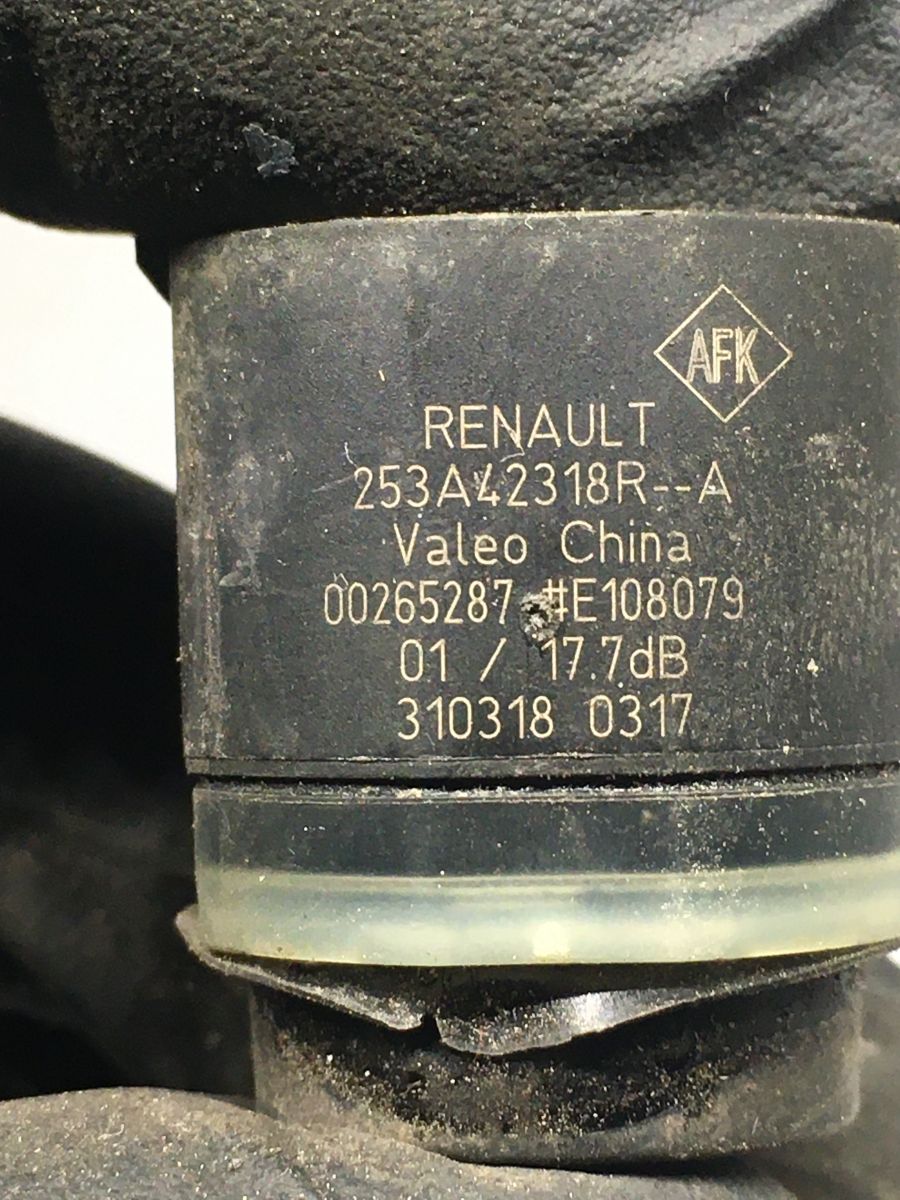 AFK
RENAULT
253A42318R--A
Valeo China
00265287 #E108079
01 / 17.7dB
310318 0317